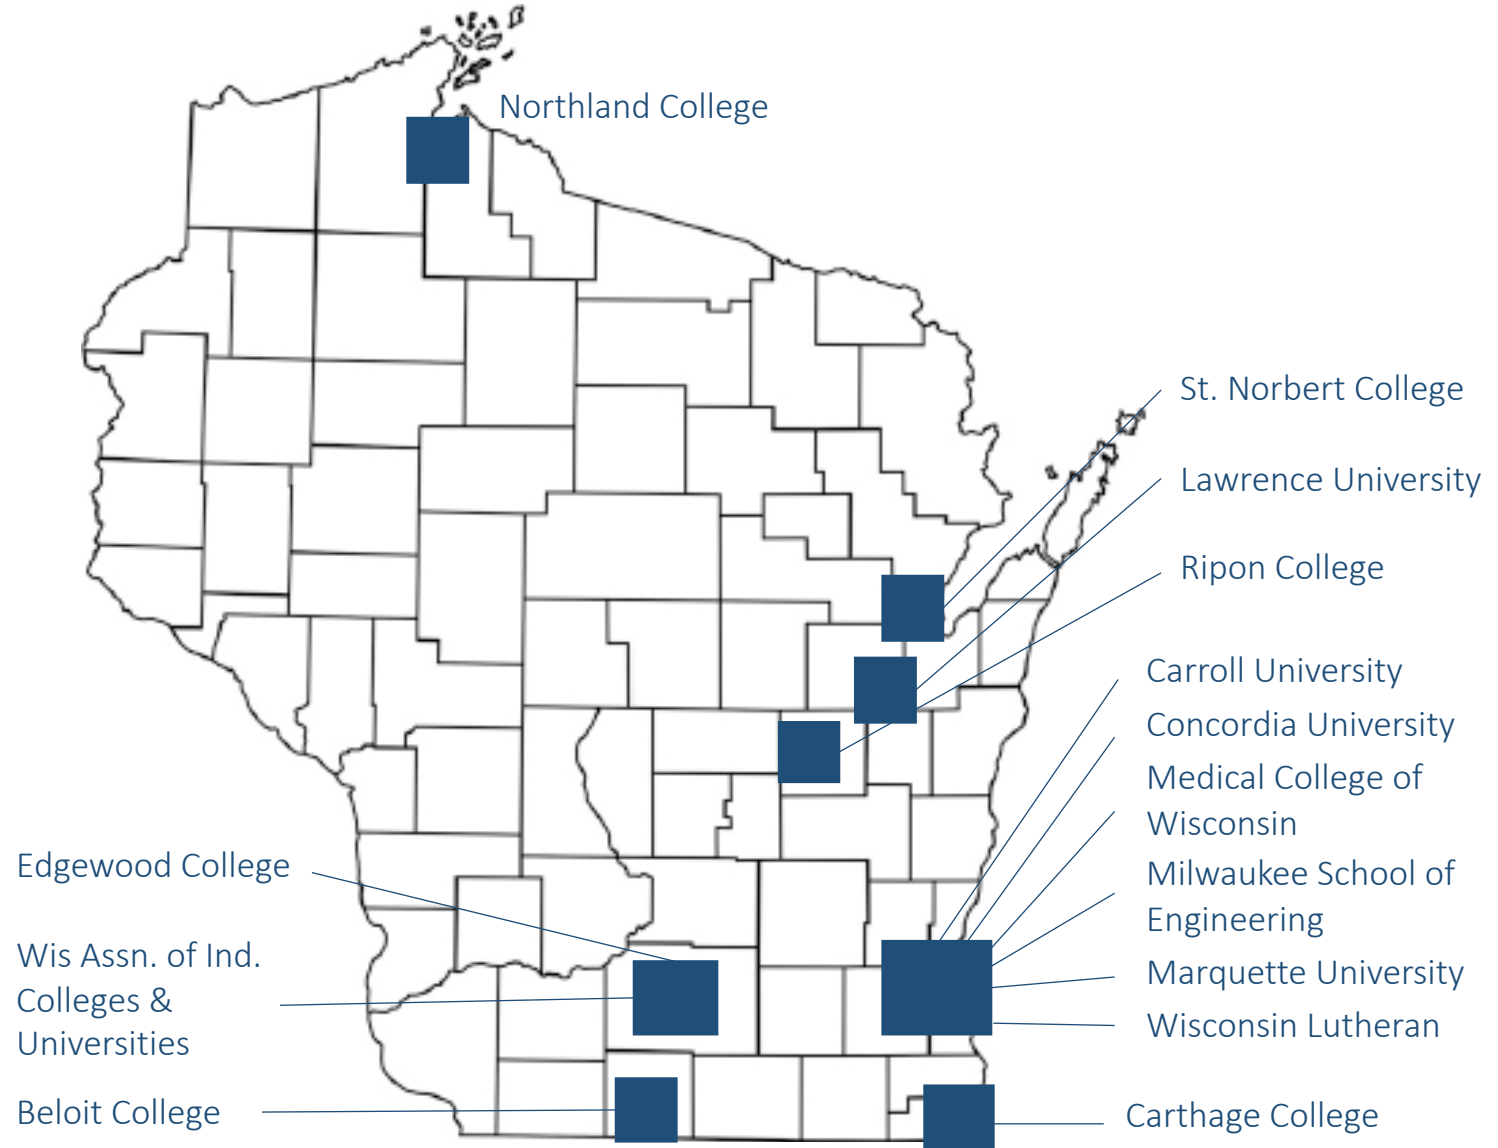 Northland College
St. Norbert College
Lawrence University
Ripon College
Carroll University
Concordia University
Medical College of
Wisconsin
Milwaukee School of
Engineering
Marquette University
Wisconsin Lutheran
Carthage College
Edgewood College
Wis Assn. of Ind.
Colleges &
Universities
Beloit College